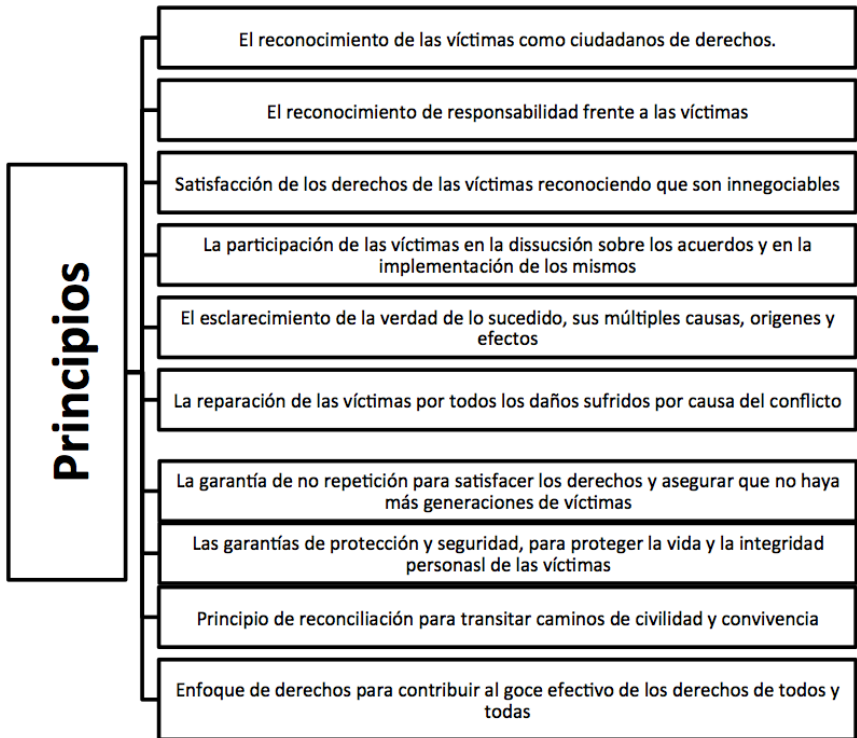 Principios
El reconocimiento de las víctimas como ciudadanos de derechos.
El reconocimiento de responsabilidad frente a las víctimas
Satisfacción de los derechos de las víctimas reconociendo que son innegociables
La participación de las víctimas en la dissucsión sobre los acuerdos y en la
implementación de los mismos
El esclarecimiento de la verdad de lo sucedido, sus múltiples causas, origenes y
efectos
La reparación de las víctimas por todos los daños sufridos por causa del conflicto
La garantía de no repetición para satisfacer los derechos y asegurar que no haya
más generaciones de víctimas
Las garantías de protección y seguridad, para proteger la vida y la integridad
personasl de las víctimas
Principio de reconciliación para transitar caminos de civilidad y convivencia
Enfoque de derechos para contribuir al goce efectivo de los derechos de todos y
todas